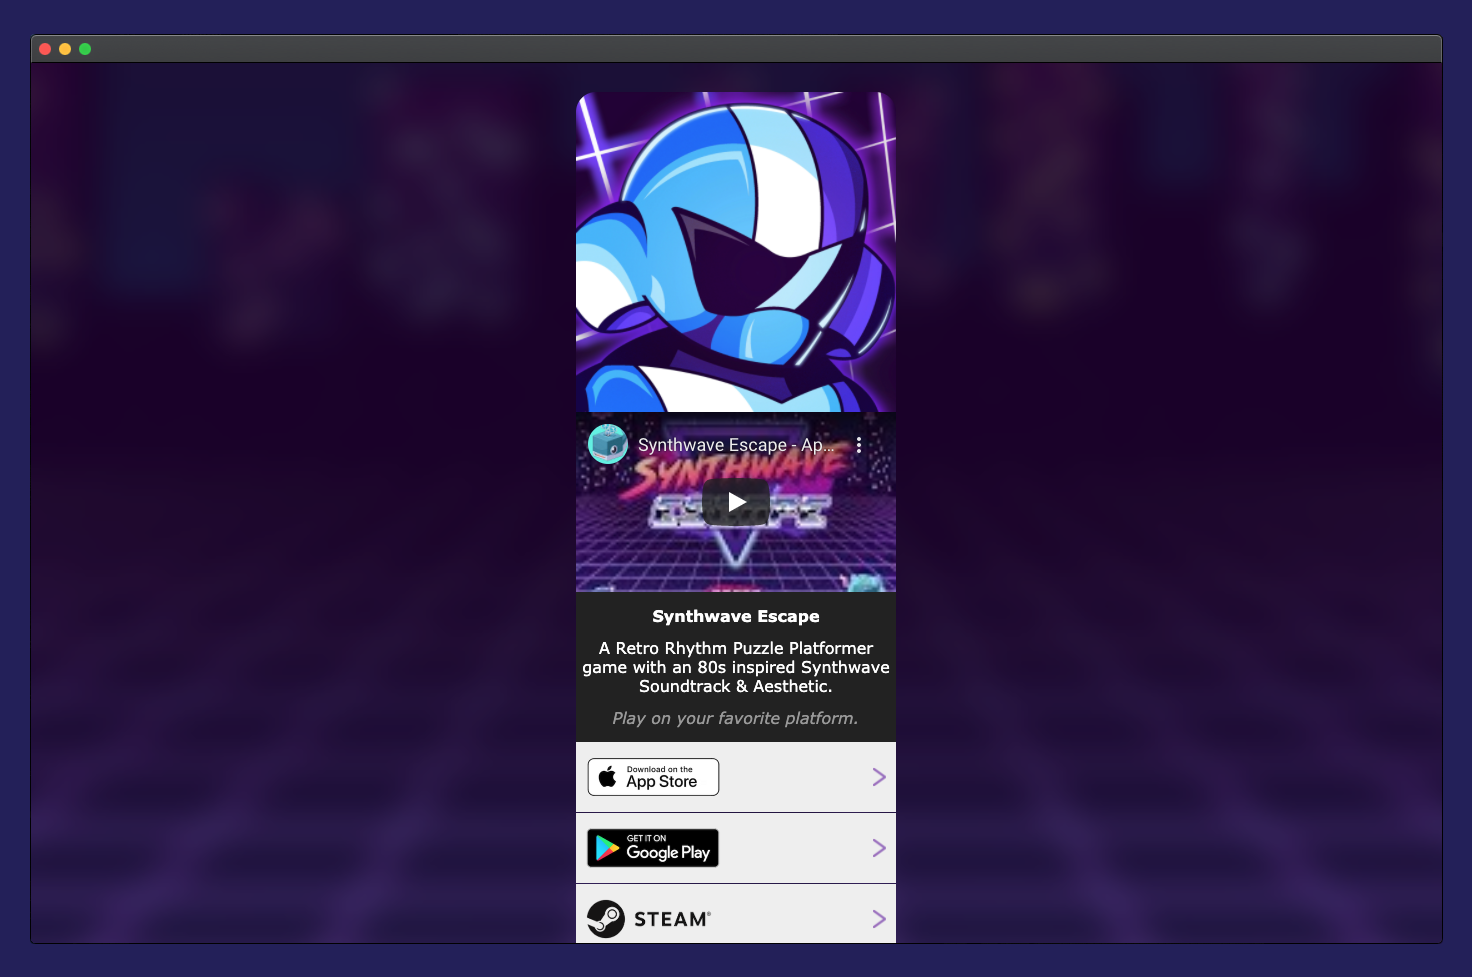 Synthwave Escape - Ap...
SYNTHWAVE
ESCAPE
Synthwave Escape
A Retro Rhythm Puzzle Platformer
game with an 80s inspired Synthwave
Soundtrack & Aesthetic.
Play on your favorite platform.
Download on the
App Store
GET IT ON
Google Play
STEAM®